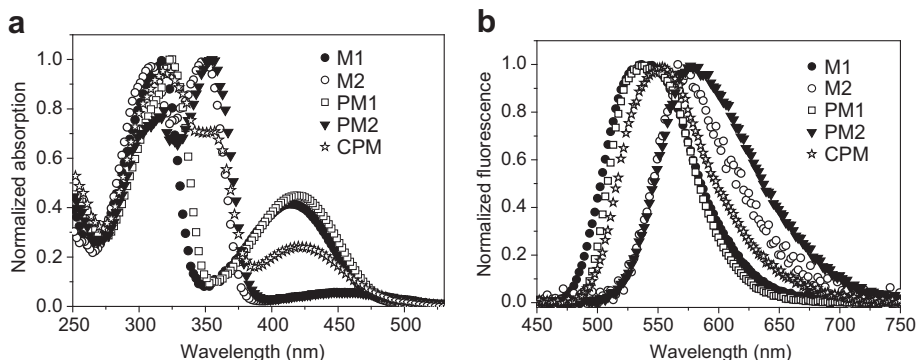 a
Normalized absorption
1.0
0.8
0.6
0.4
0.2
0.0
M1
M2
PM1
PM2
CPM
250 300 350 400 450 500
Wavelength (nm)
b
Normalized fluorescence
1.0
0.8
0.6
0.4
0.2
0.0
M1
M2
PM1
PM2
CPM
450 500 550 600 650 700 750
Wavelength (nm)